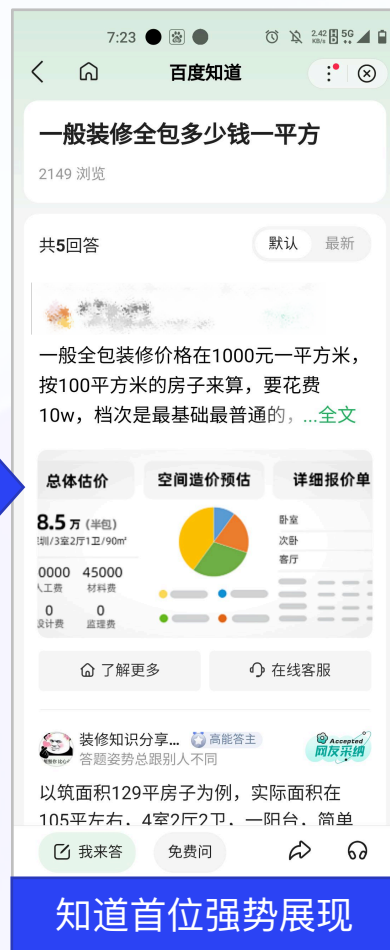 7:23
2.42 KB/s 5G
百度知道
一般装修全包多少钱一平方
2149 浏览
共5回答
默认 最新
一般全包装修价格在1000元一平方米，
按100平方米的房子来算，要花费
10w，档次是最基础最普通的，...全文
总体估价 空间造价预估 详细报价单
8.5万 (半包)
圳/3室2厅1卫/90㎡
0000 45000
人工费 材料费
0 0
设计费 监理费
卧室
次卧
客厅
了解更多 在线客服
装修知识分享... 高能答主
答题姿势总跟别人不同
Accepted
网友采纳
以筑面积129平房子为例，实际面积在
105平左右，4室2厅2卫，一阳台，简单
我来答 免费问
知道首位强势展现